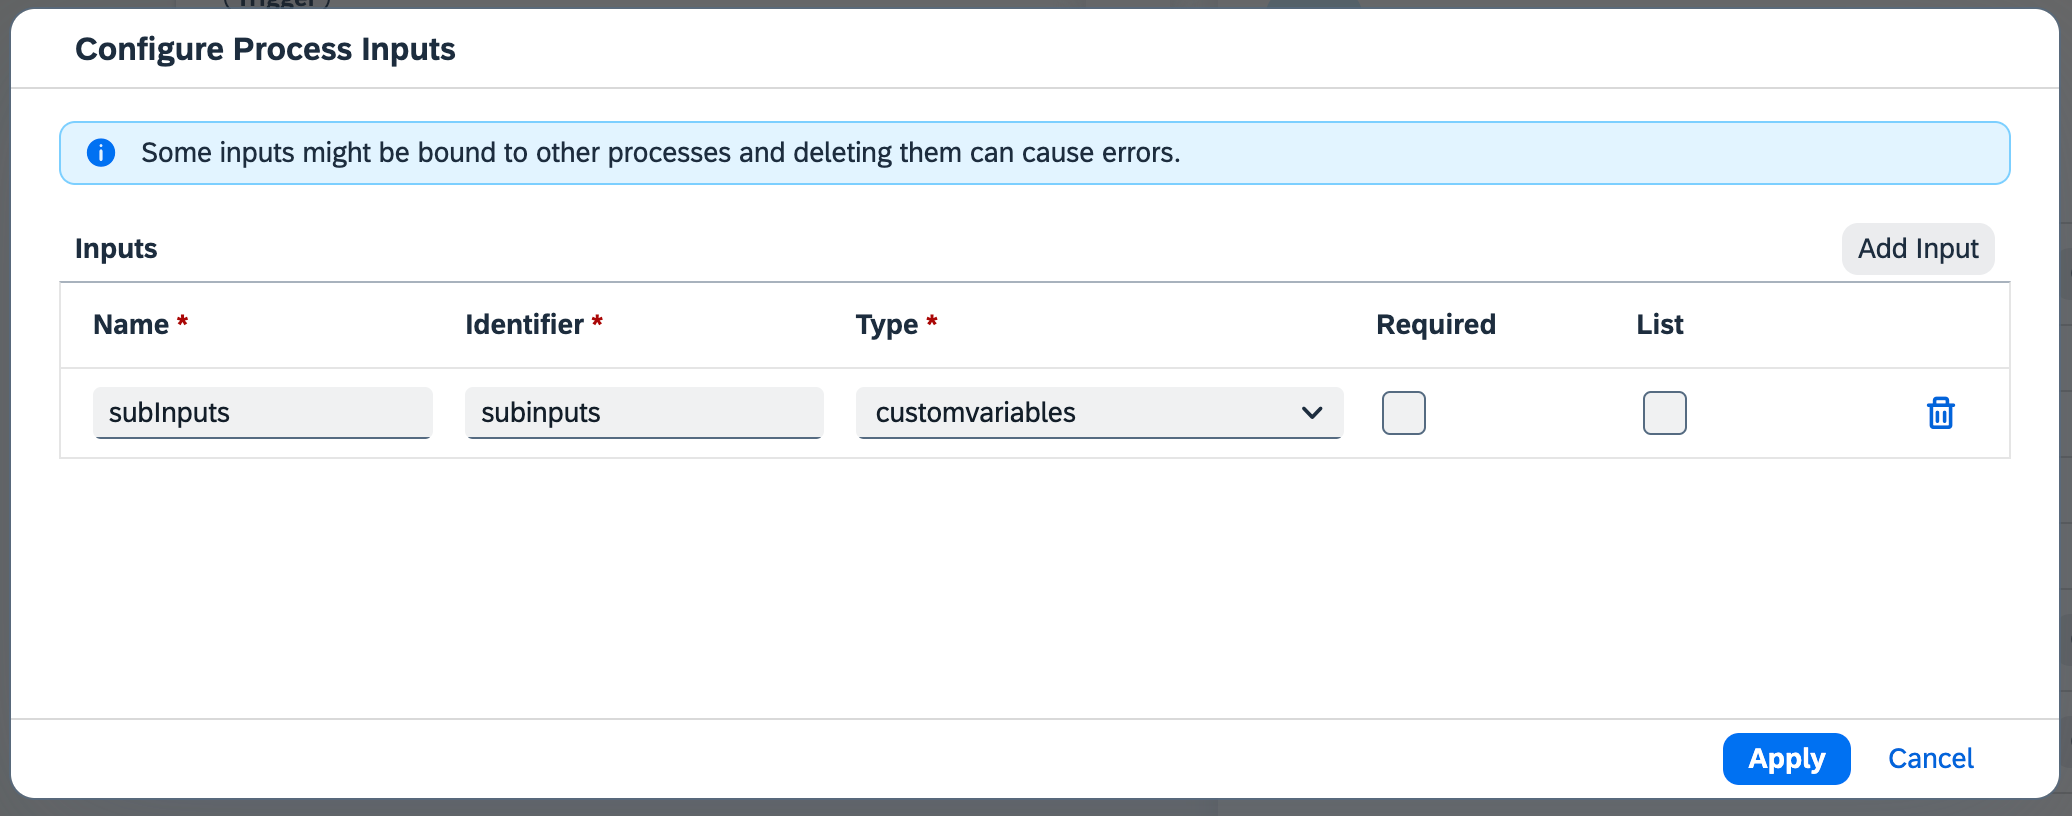 Configure Process Inputs
Some inputs might be bound to other processes and deleting them can cause errors.
Inputs
Add Input
Name *
Identifier *
Type *
Required
List
subInputs
subinputs
customvariables
Apply
Cancel